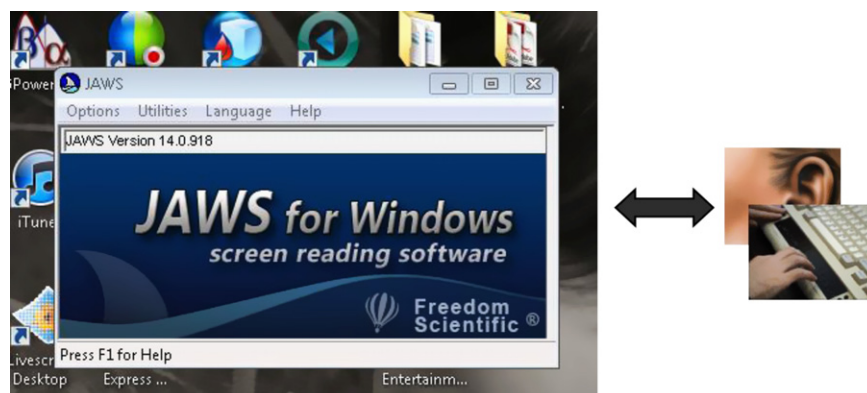 iPower
JAWS
Options Utilities Language Help
JAWS Version 14.0.918
JAWS for Windows
screen reading software
iTune
Freedom
Scientific ®
Press F1 for Help
Livescr
Desktop Express ... Entertainm...